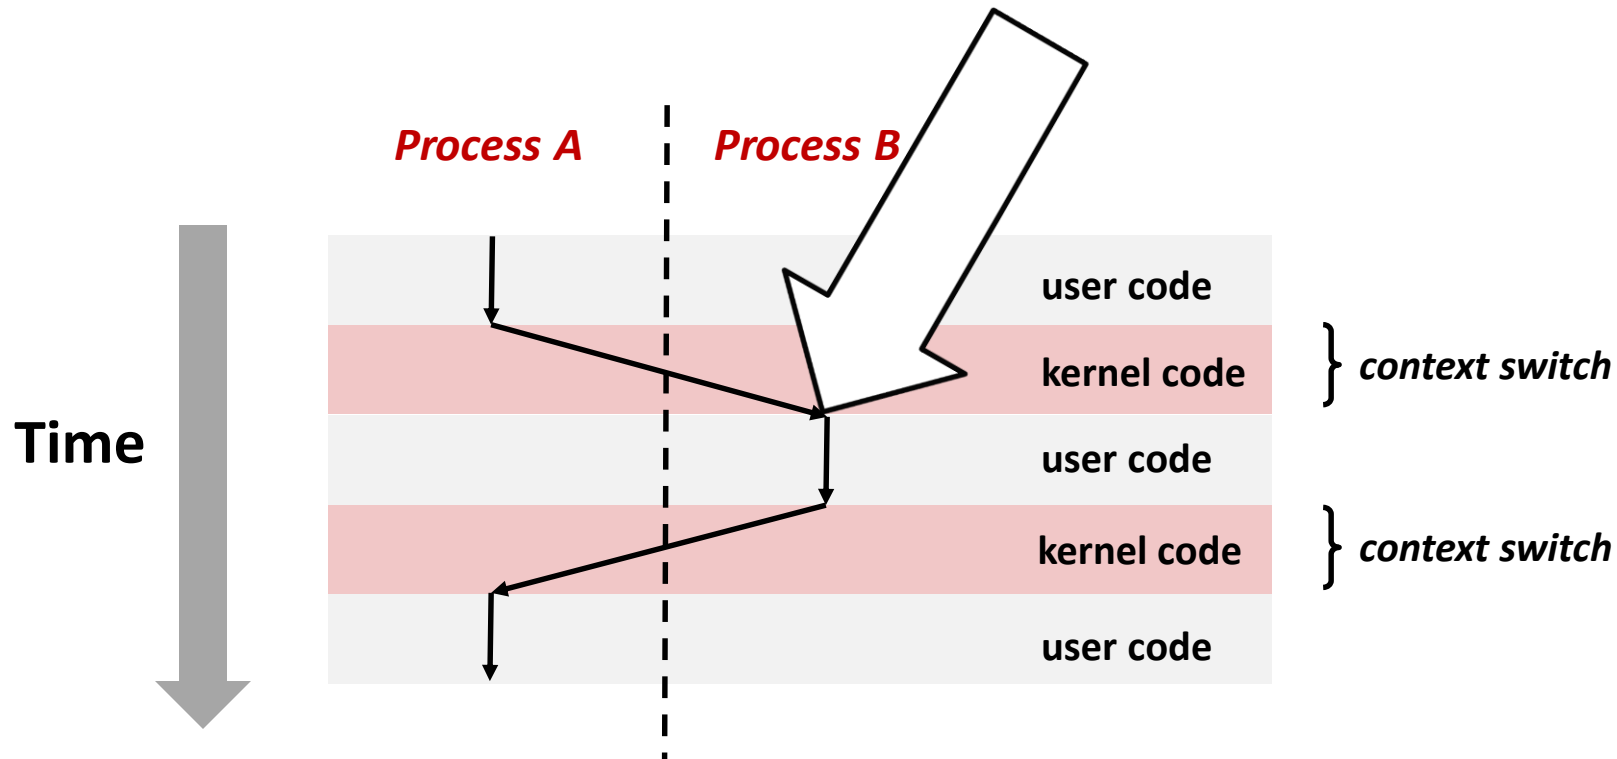 Process A
Process B
user code
kernel code
context switch
Time
user code
kernel code
context switch
user code